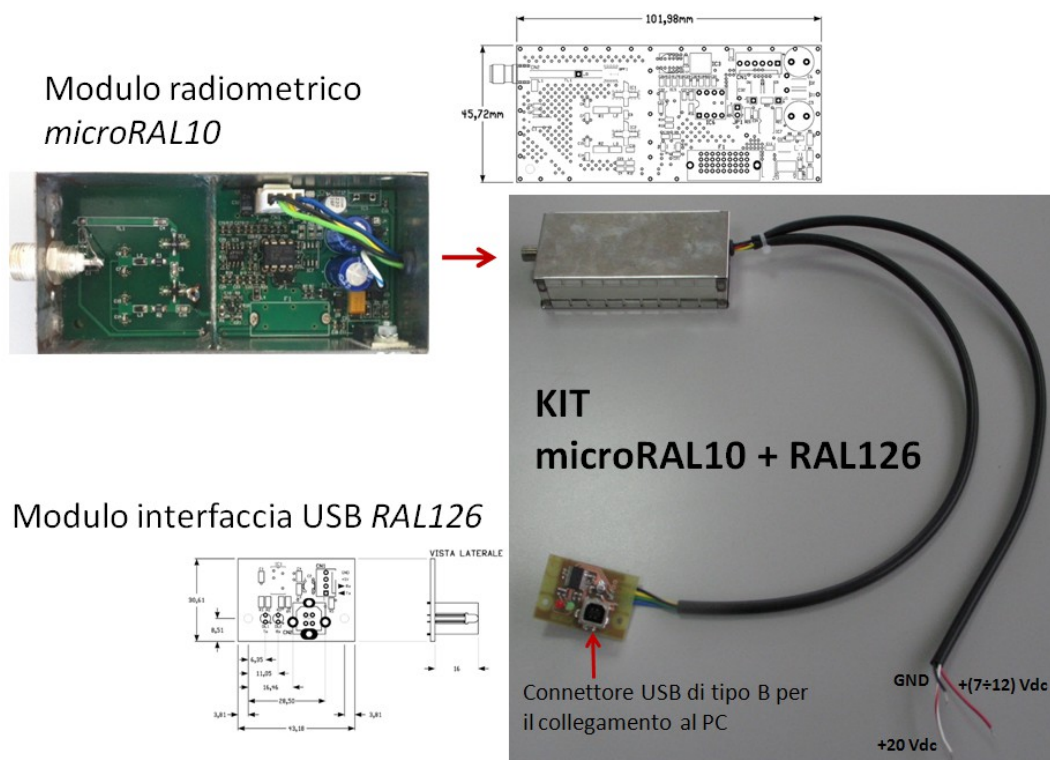 101,98mm
Modulo radiometrico
microRAL10
45,72mm
KIT
microRAL10 + RAL126
Modulo interfaccia USB RAL126
VISTA LATERALE
30,61
8,51
6,35
11,05
16,46
28,50
3,81
3,81
43,18
16
Connettore USB di tipo B per
il collegamento al PC
GND
+(7÷12) Vdc
+20 Vdc